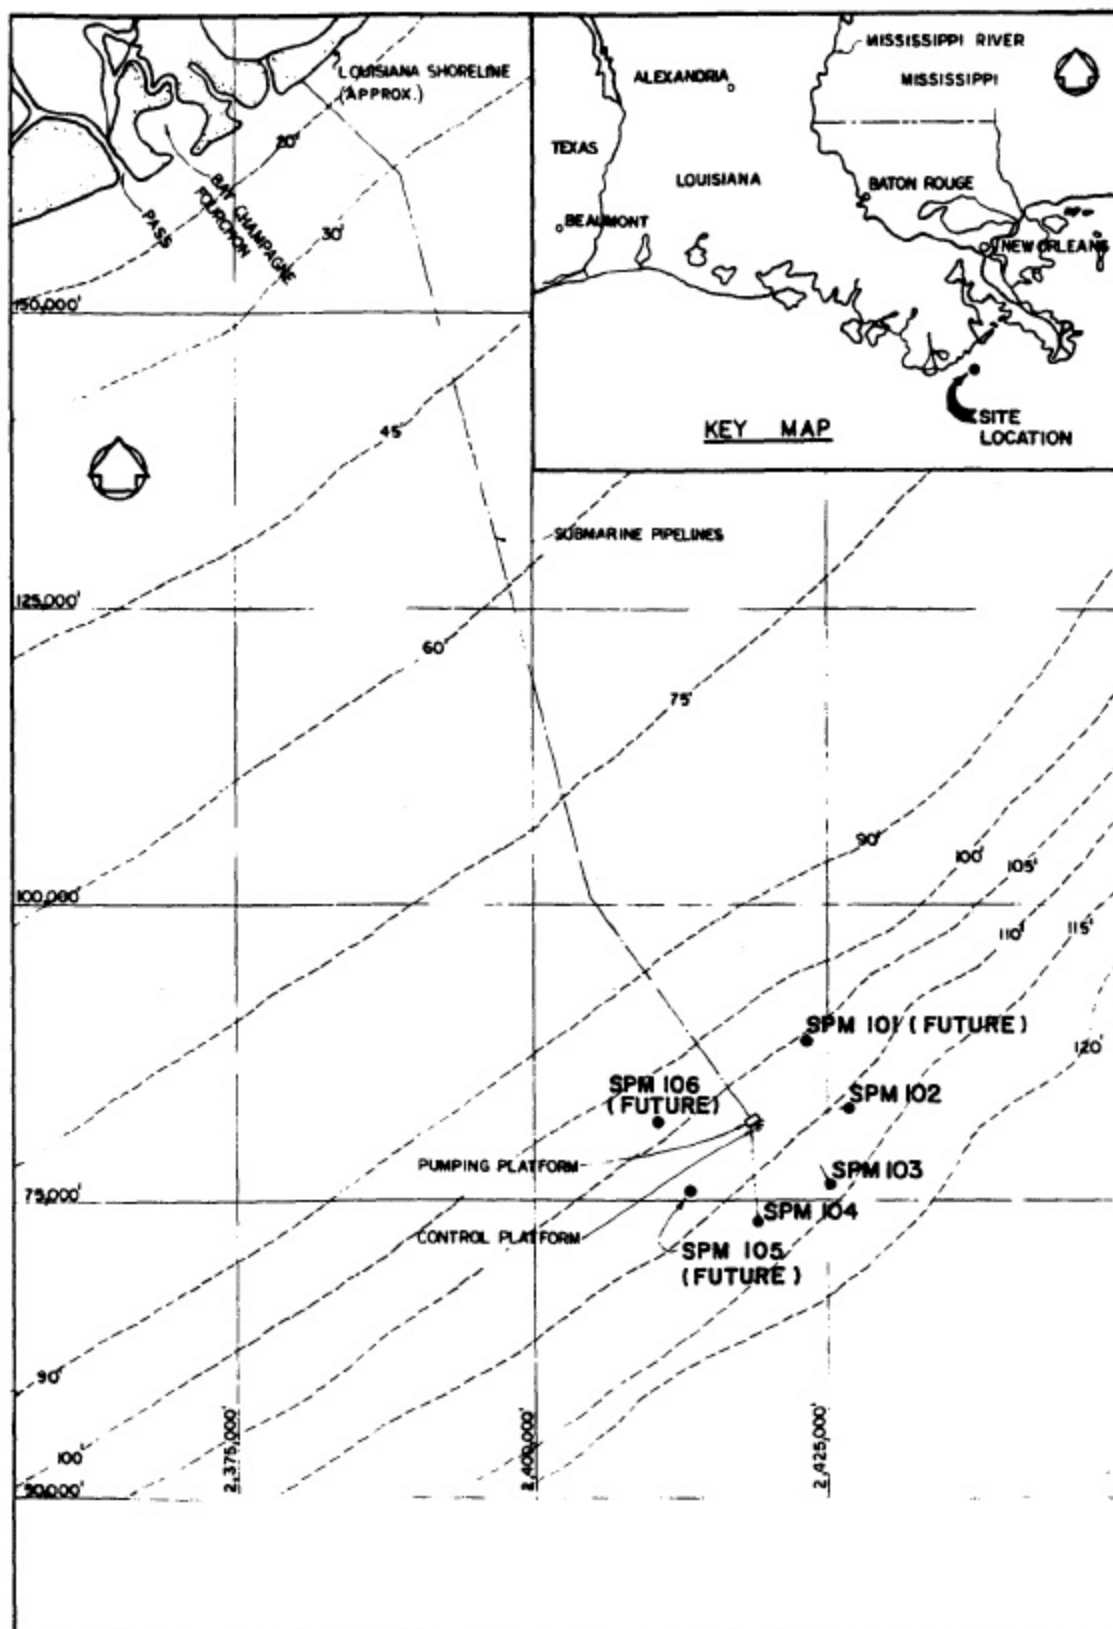 LOUISIANA SHORELINE
(APPROX.)
20'
30'
BAY CHAMPAGNE
FOURCHON
PASS
150,000'
45'
MISSISSIPPI RIVER
MISSISSIPPI
ALEXANDRIA
TEXAS
LOUISIANA
BATON ROUGE
BEAUMONT
NEW ORLEANS
KEY MAP
SITE
LOCATION
SUBMARINE PIPELINES
125,000'
60'
75'
90'
100'
105'
110'
115'
120'
100,000'
SPM 101 (FUTURE)
SPM 106
(FUTURE)
SPM 102
PUMPING PLATFORM
SPM 103
75,000'
SPM 104
CONTROL PLATFORM
SPM 105
(FUTURE)
90'
100'
2,375,000'
2,400,000'
2,425,000'
50,000'